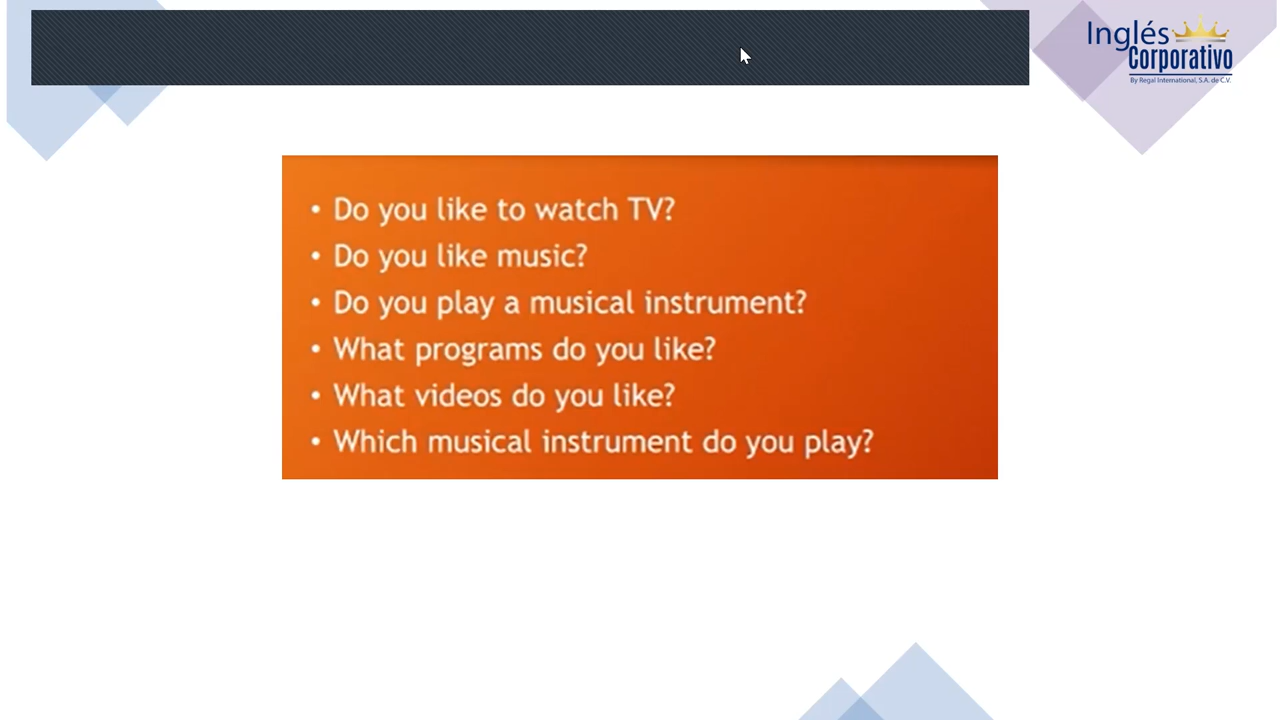 Inglés
Corporativo
By Regal International, S.A. de C.V.
• Do you like to watch TV?
• Do you like music?
• Do you play a musical instrument?
• What programs do you like?
• What videos do you like?
• Which musical instrument do you play?